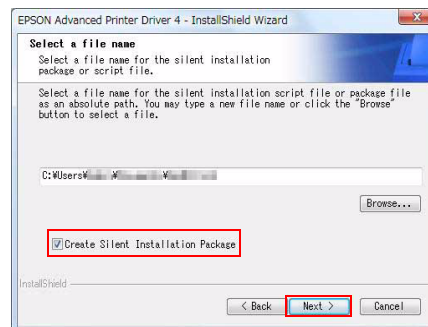 EPSON Advanced Printer Driver 4 - InstallShield Wizard
Select a file name
Select a file name for the silent installation
package or script file.
Select a file name for the silent installation script file or package file
as an absolute path. You may type a new file name or click the "Browse"
button to select a file.
C:¥Users¥ ¥ ¥
Browse...
Create Silent Installation Package
InstallShield
< Back
Next >
Cancel